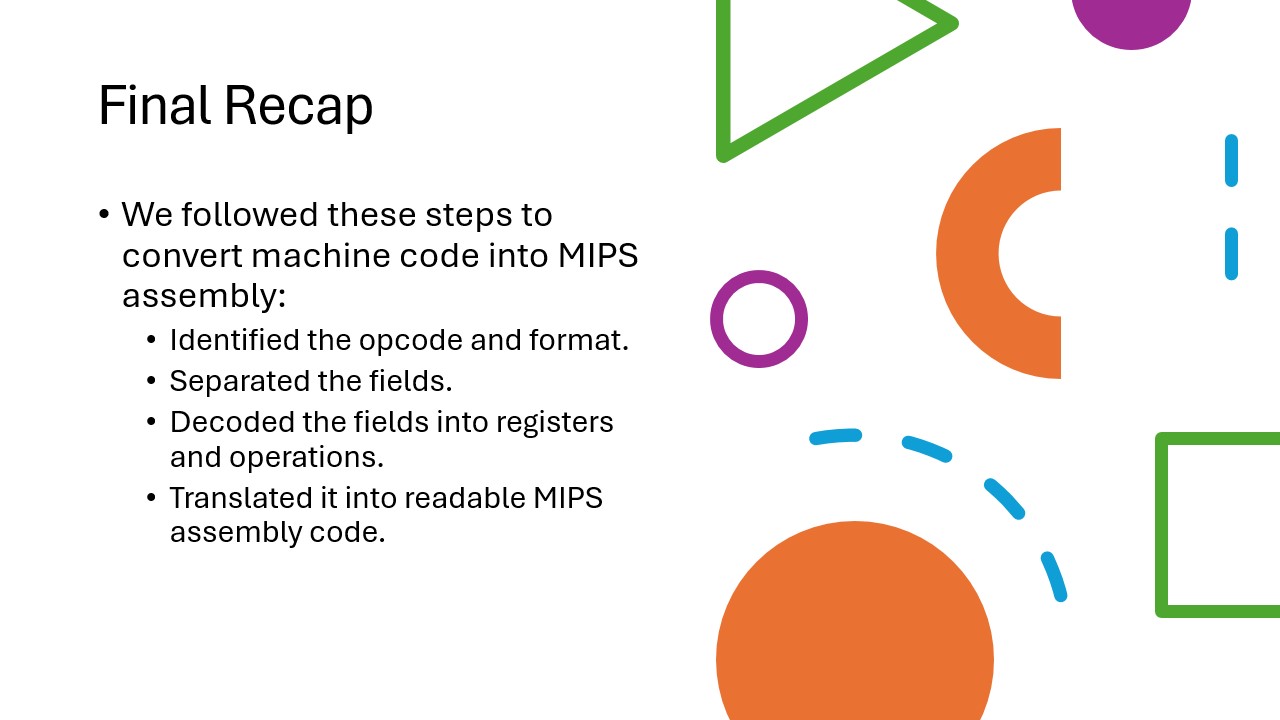 Final Recap
• We followed these steps to
convert machine code into MIPS
assembly:
• Identified the opcode and format.
• Separated the fields.
• Decoded the fields into registers
and operations.
• Translated it into readable MIPS
assembly code.